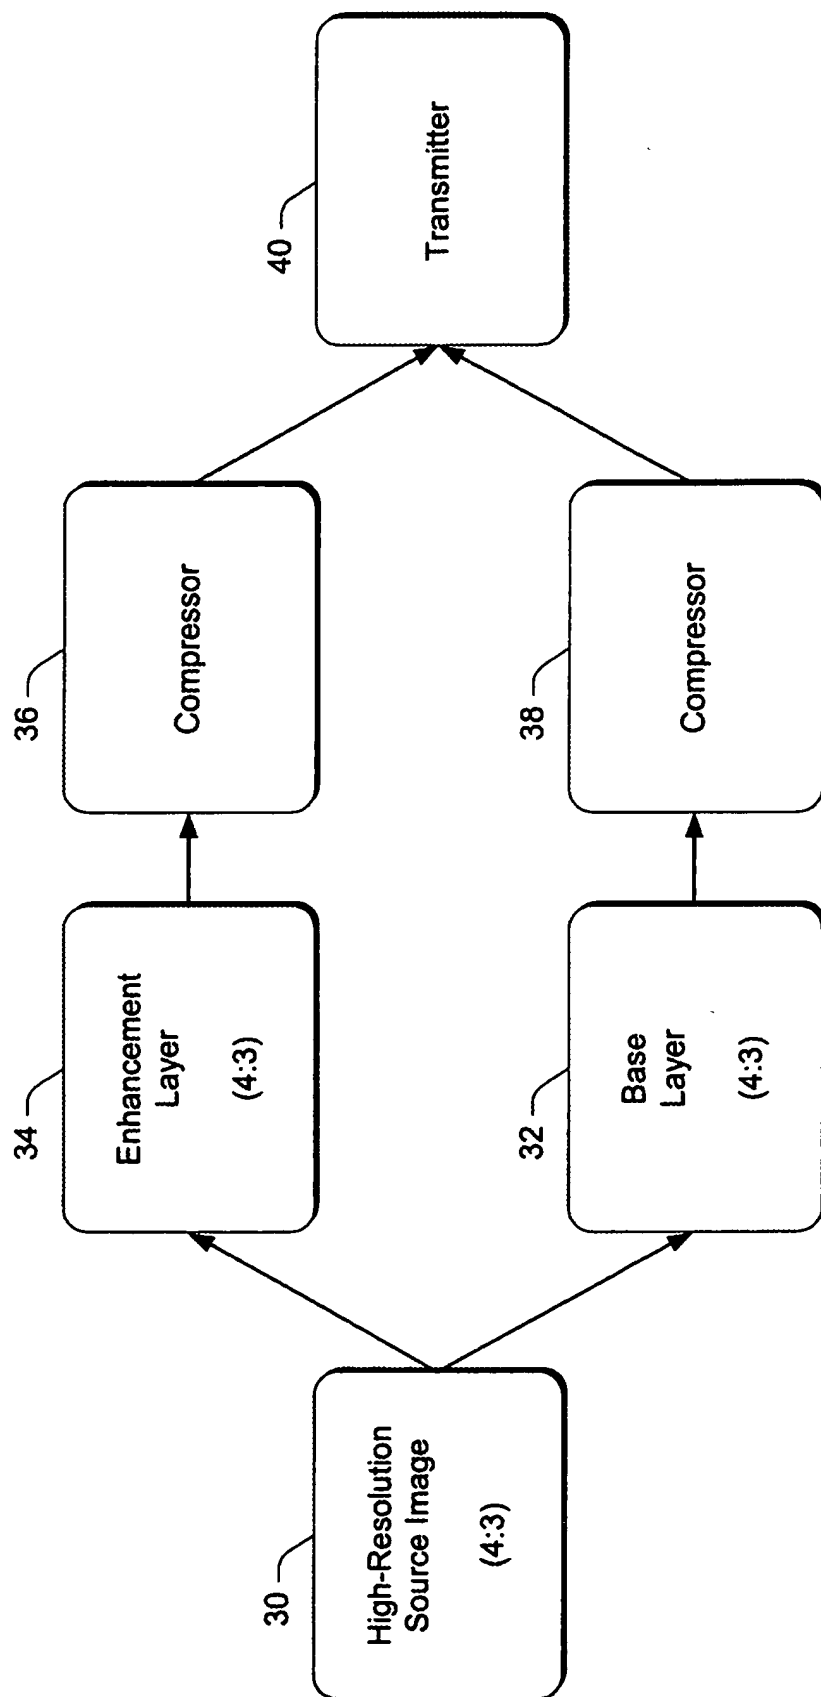 30
High-Resolution
Source Image
(4:3)
34
Enhancement
Layer
(4:3)
32
Base
Layer
(4:3)
36
Compressor
38
Compressor
40
Transmitter